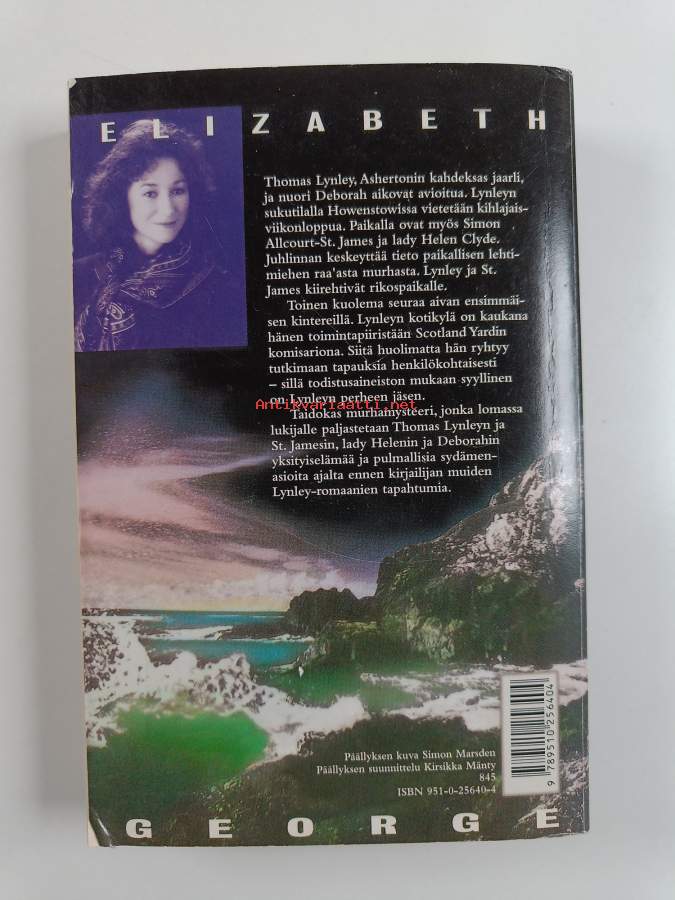 ELIZABETH
Thomas Lynley, Ashertonin kahdeksas jaarli,
ja nuori Deborah aikovat avioitua. Lynleyn
sukutilalla Howenstowissa vietetään kihlajais-
viikonloppua. Paikalla ovat myös Simon
Allcourt-St. James ja lady Helen Clyde.
Juhlinnan keskeyttää tieto paikallisen lehti-
miehen raa'asta murhasta. Lynley ja St.
James kiirehtivät rikospaikalle.
Toinen kuolema seuraa aivan ensimmäi-
sen kintereillä. Lynleyn kotikylä on kaukana
hänen toimintapiiristään Scotland Yardin
komisariona. Siitä huolimatta hän ryhtyy
tutkimaan tapauksia henkilökohtaisesti
– sillä todistusaineiston mukaan syyllinen
on Lynleyn perheen jäsen.
Antikvariaatti.net
Taidokas murhamysteeri, jonka lomassa
lukijalle paljastetaan Thomas Lynleyn ja
St. Jamesin, lady Helenin ja Deborahin
yksityiselämää ja pulmallisia sydämen-
asioita ajalta ennen kirjailijan muiden
Lynley-romaanien tapahtumia.
Päällyksen kuva Simon Marsden
Päällyksen suunnittelu Kirsikka Mänty
845
ISBN 951-0-25640-4
9 789510 256404
GEORGE